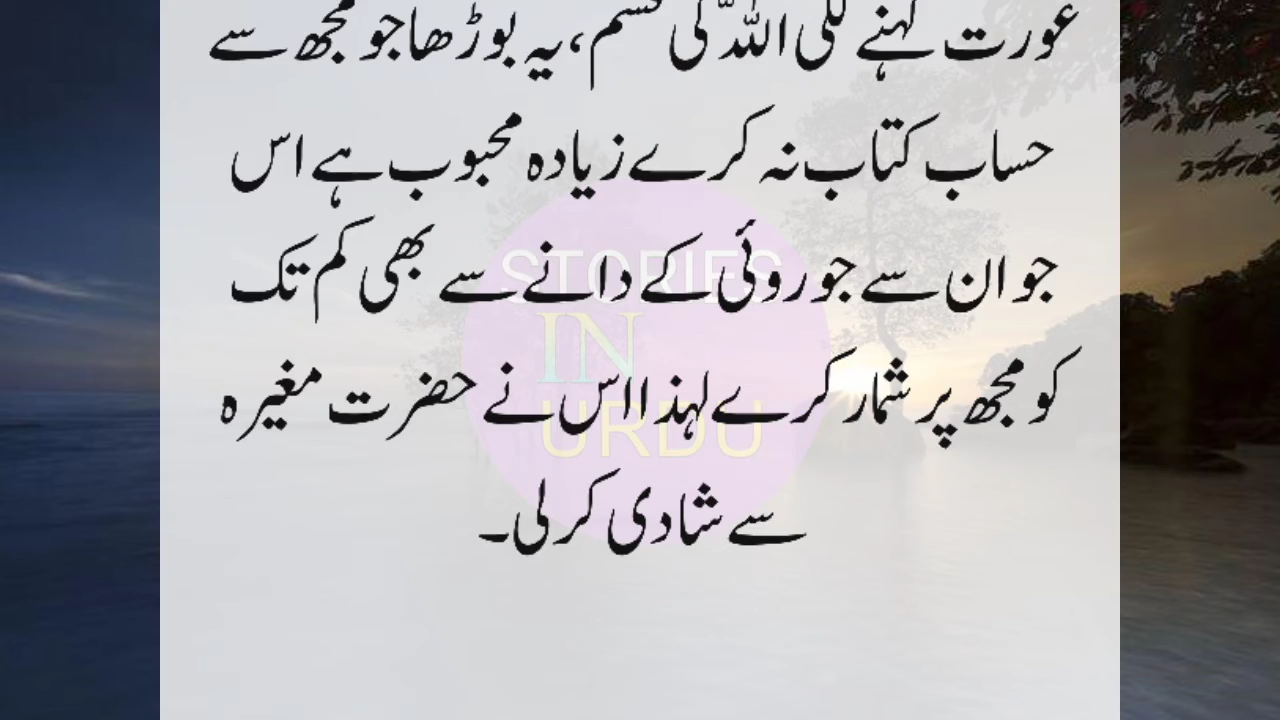 عورت کہنے لگی اللہ کی قسم، یہ بوڑھا جو مجھ سے
حساب کتاب نہ کرے زیادہ محبوب ہے اس
جوان سے جو روئی کے دانے سے بھی کم تک
کو مجھ پر شمار کرے لہذا اس نے حضرت مغیرہ
سے شادی کر لی۔
STORIES
IN
URDU